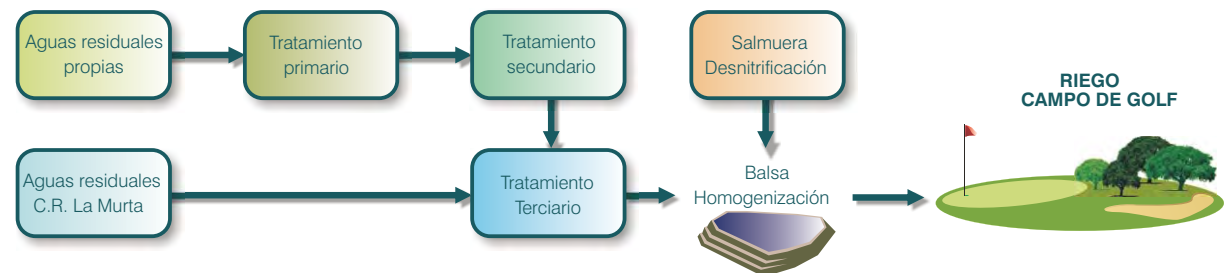 Aguas residuales
propias
Tratamiento
primario
Tratamiento
secundario
Salmuera
Desnitrificación
RIEGO
CAMPO DE GOLF
Aguas residuales
C.R. La Murta
Tratamiento
Terciario
Balsa
Homogenización